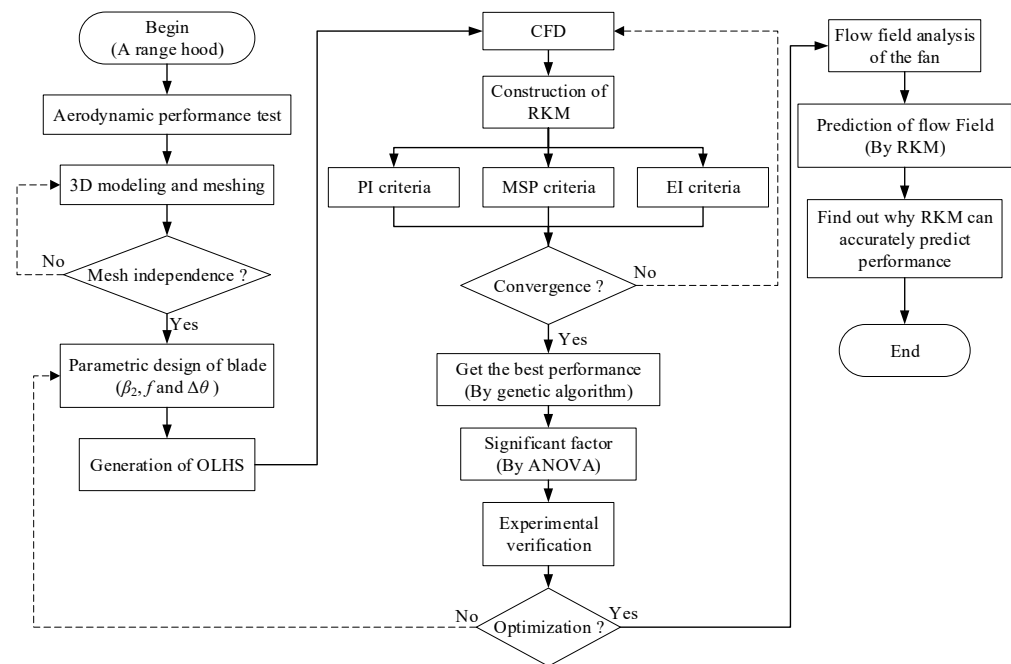 Begin
(A range hood)
Aerodynamic performance test
3D modeling and meshing
No
Mesh independence ?
Yes
Parametric design of blade
(β₂, f and Δθ )
Generation of OLHS
CFD
Construction of
RKM
PI criteria
MSP criteria
EI criteria
No
Convergence ?
Yes
Get the best performance
(By genetic algorithm)
Significant factor
(By ANOVA)
Experimental
verification
No
Yes
Optimization ?
Flow field analysis
of the fan
Prediction of flow Field
(By RKM)
Find out why RKM can
accurately predict
performance
End